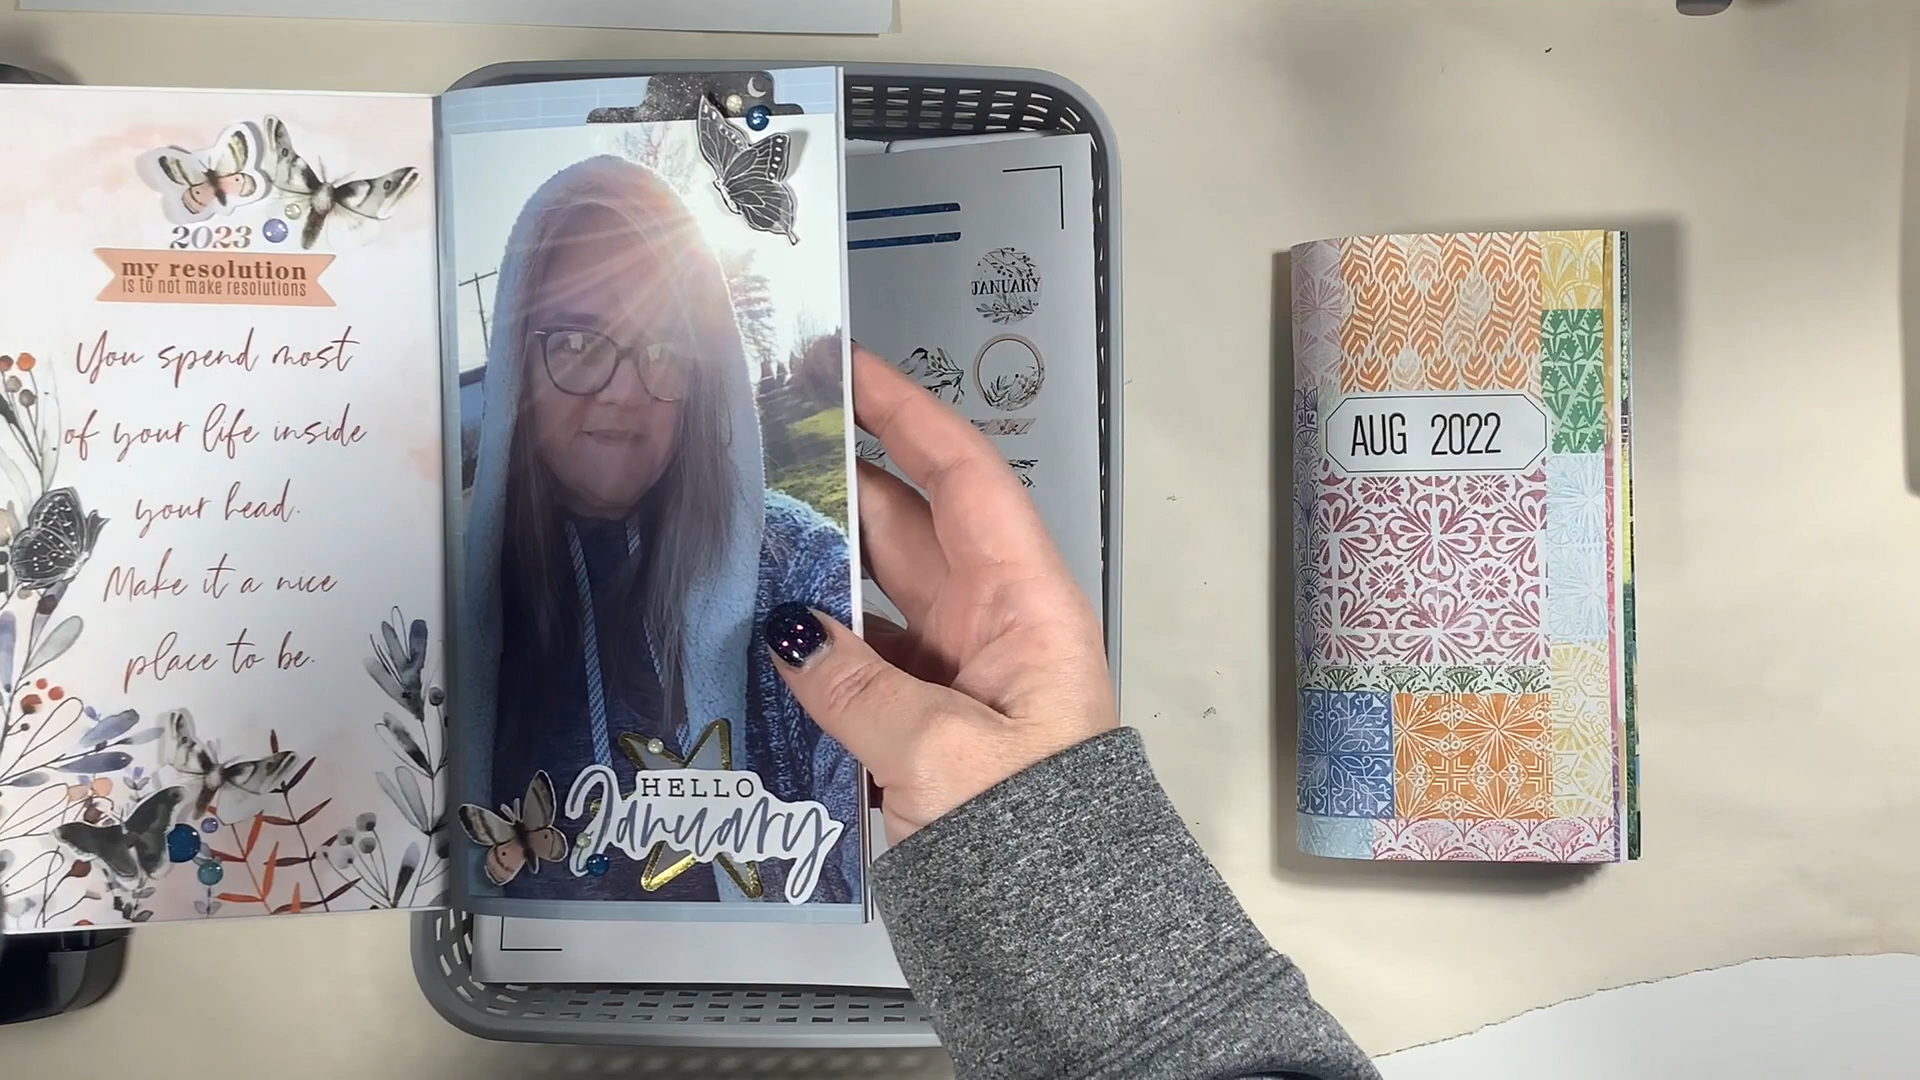 2023
my resolution
is to not make resolutions
You spend most
of your life inside
your head.
Make it a nice
place to be.
HELLO
January
JANUARY
AUG 2022